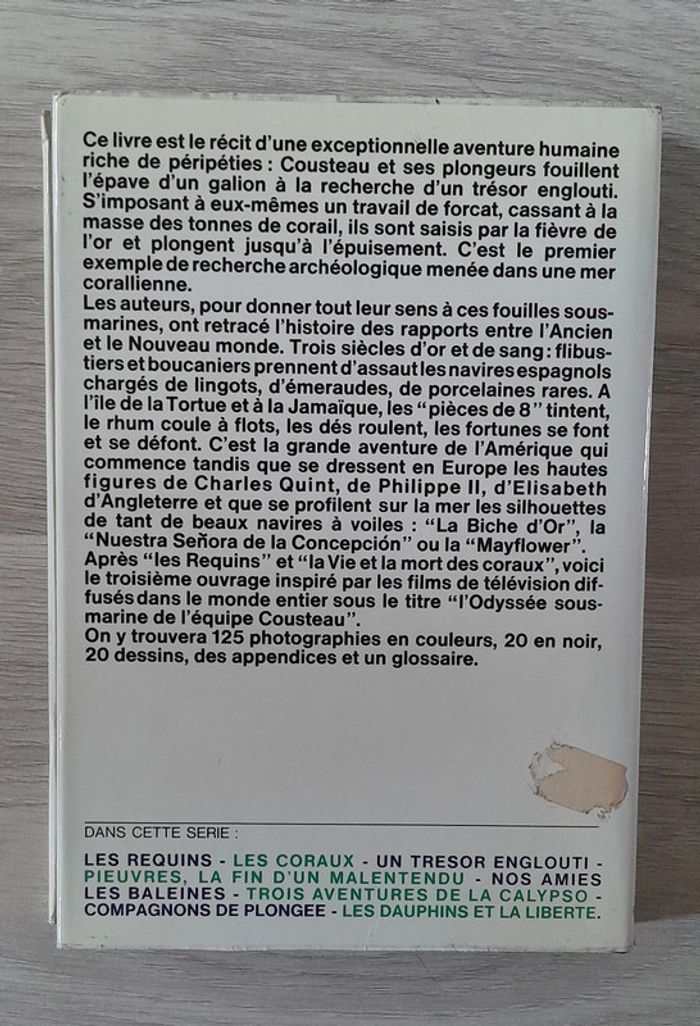 Ce livre est le récit d'une exceptionnelle aventure humaine
riche de péripéties : Cousteau et ses plongeurs fouillent
l'épave d'un galion à la recherche d'un trésor englouti.
S'imposant à eux-mêmes un travail de forcat, cassant à la
masse des tonnes de corail, ils sont saisis par la fièvre de
l'or et plongent jusqu'à l'épuisement. C'est le premier
exemple de recherche archéologique menée dans une mer
corallienne.
Les auteurs, pour donner tout leur sens à ces fouilles sous-
marines, ont retracé l'histoire des rapports entre l'Ancien
et le Nouveau monde. Trois siècles d'or et de sang : flibus-
tiers et boucaniers prennent d'assaut les navires espagnols
chargés de lingots, d'émeraudes, de porcelaines rares. A
l'île de la Tortue et à la Jamaïque, les "pièces de 8" tintent,
le rhum coule à flots, les dés roulent, les fortunes se font
et se défont. C'est la grande aventure de l'Amérique qui
commence tandis que se dressent en Europe les hautes
figures de Charles Quint, de Philippe II, d'Elisabeth
d'Angleterre et que se profilent sur la mer les silhouettes
de tant de beaux navires à voiles : "La Biche d'Or", la
"Nuestra Señora de la Concepción" ou la "Mayflower".
Après "les Requins" et "la Vie et la mort des coraux", voici
le troisième ouvrage inspiré par les films de télévision dif-
fusés dans le monde entier sous le titre "l'Odyssée sous-
marine de l'équipe Cousteau".
On y trouvera 125 photographies en couleurs, 20 en noir,
20 dessins, des appendices et un glossaire.
DANS CETTE SERIE :
LES REQUINS - LES CORAUX - UN TRESOR ENGLOUTI -
PIEUVRES, LA FIN D'UN MALENTENDU - NOS AMIES
LES BALEINES - TROIS AVENTURES DE LA CALYPSO -
COMPAGNONS DE PLONGEE - LES DAUPHINS ET LA LIBERTE.